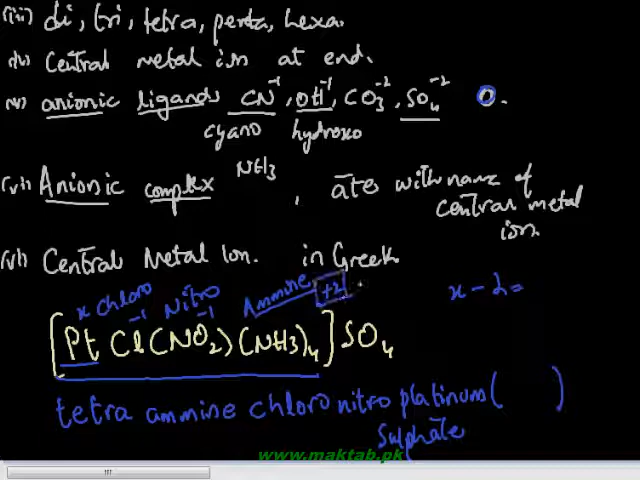 (iii) di, tri, tetra, penta, hexa.
(iv) Central metal ion at end.
(v) anionic ligands CN⁻¹, OH⁻¹, CO₃⁻², SO₄⁻² O.
cyano hydroxo
NH3
(vi) Anionic complex , ate with name of
central metal
ion.
(vi) Central Metal Ion. in Greek
x Chloro Nitro Ammine +2 x - 2 =
-1 -1
[Pt Cl (NO₂) (NH3)₄] SO₄
tetra ammine chloro nitro platinum ( )
Sulphate
www.maktab.pk